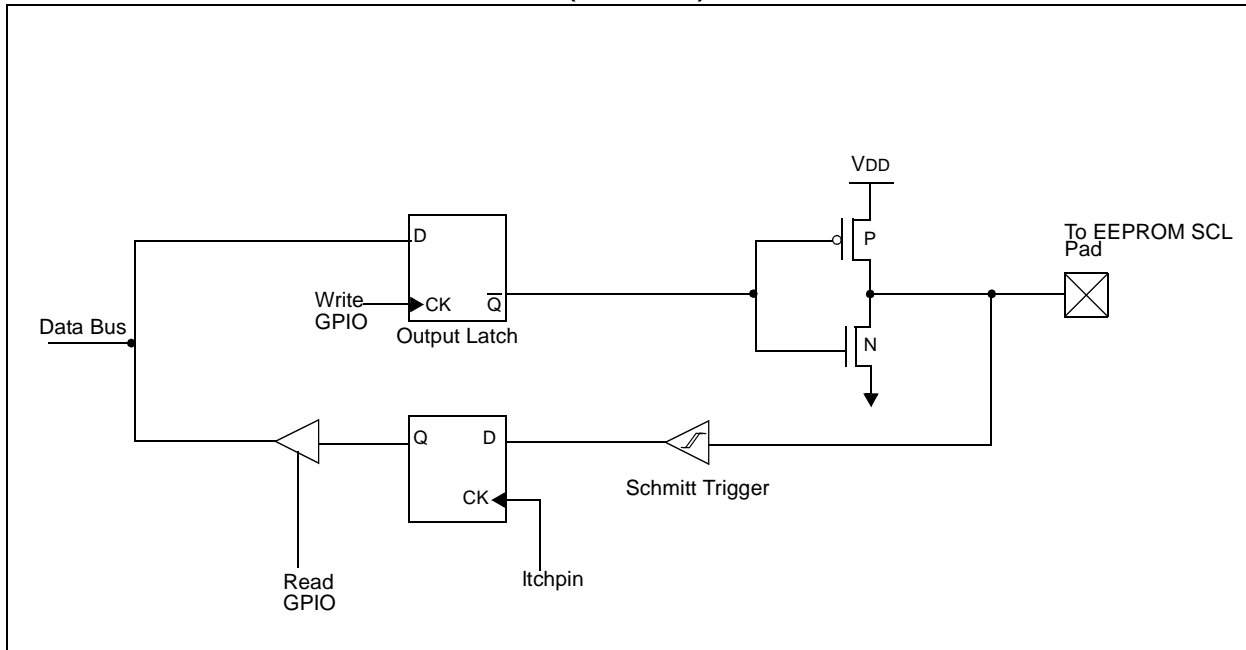 VDD
P
To EEPROM SCL
Pad
D
Write
GPIO
CK
Q
Output Latch
Data Bus
N
Q
D
CK
Schmitt Trigger
Read
GPIO
ltchpin